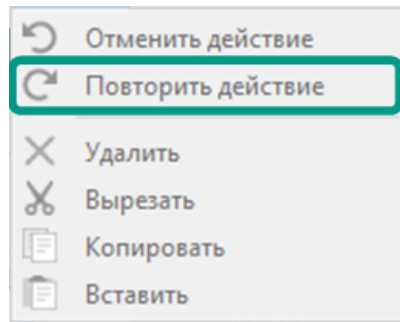 Отменить действие
Повторить действие
Удалить
Вырезать
Копировать
Вставить